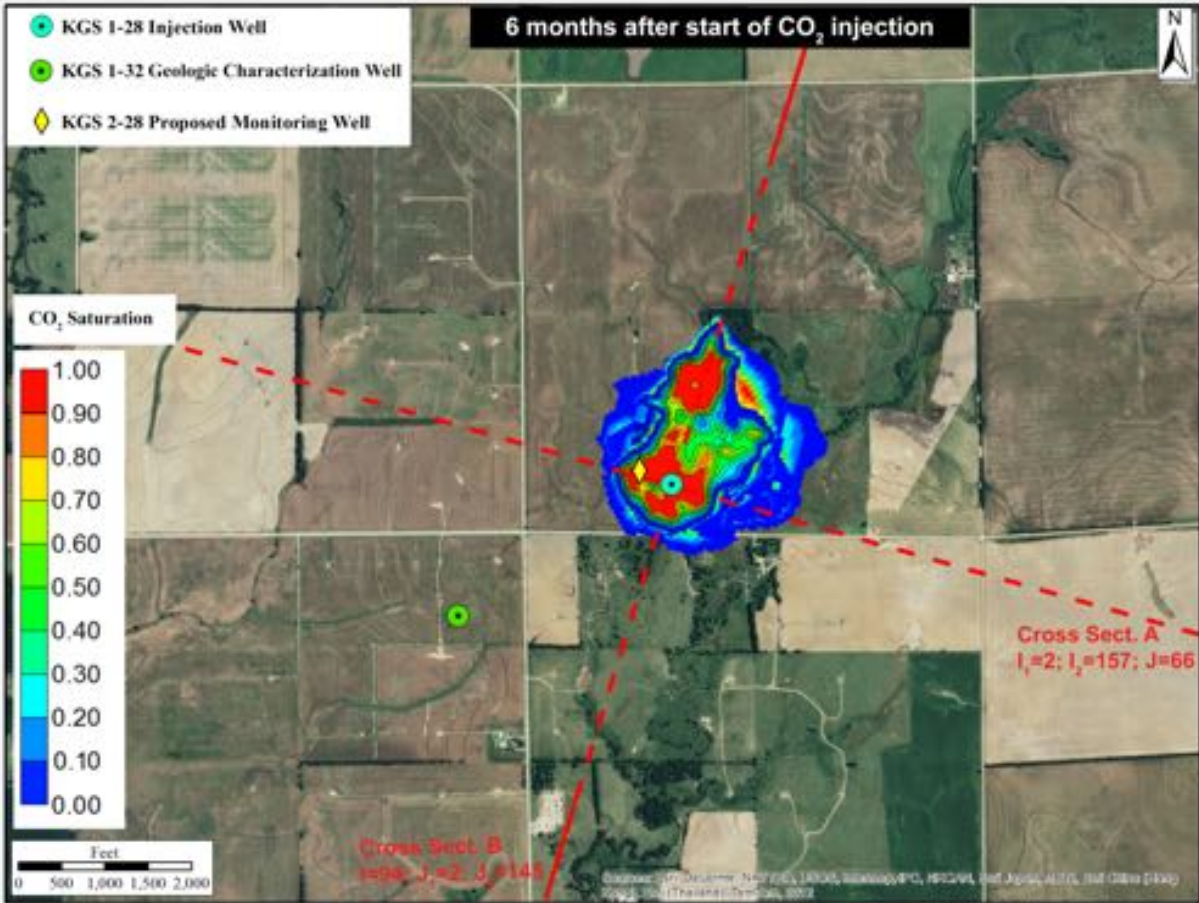 KGS 1-28 Injection Well
KGS 1-32 Geologic Characterization Well
KGS 2-28 Proposed Monitoring Well
6 months after start of CO₂ injection
N
CO₂ Saturation
1.00
0.90
0.80
0.70
0.60
0.50
0.40
0.30
0.20
0.10
0.00
Cross Sect. A
I₁=2; I₂=157; J=66
Cross Sect. B
Feet
0 500 1,000 1,500 2,000